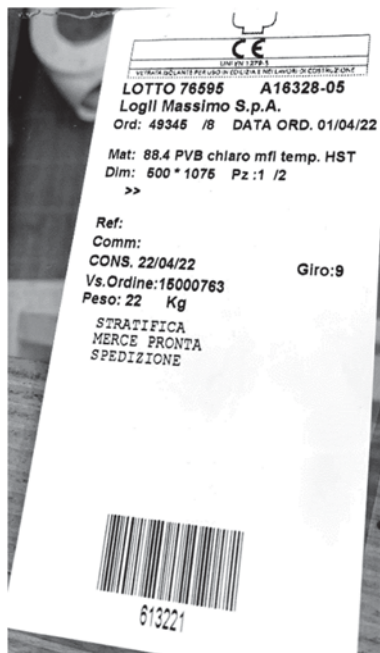 CE
UNI EN 1279-5
VETRATA ISOLANTE PER USO IN EDILIZIA E NEI LAVORI DI COSTRUZIONE
LOTTO 76595 A16328-05
Logli Massimo S.p.A.
Ord: 49345 /8 DATA ORD. 01/04/22
Mat: 88.4 PVB chiaro mfl temp. HST
Dim: 500 * 1075 Pz :1 /2
>>
Ref:
Comm:
CONS. 22/04/22 Giro:9
Vs.Ordine:15000763
Peso: 22 Kg
STRATIFICA
MERCE PRONTA
SPEDIZIONE
613221